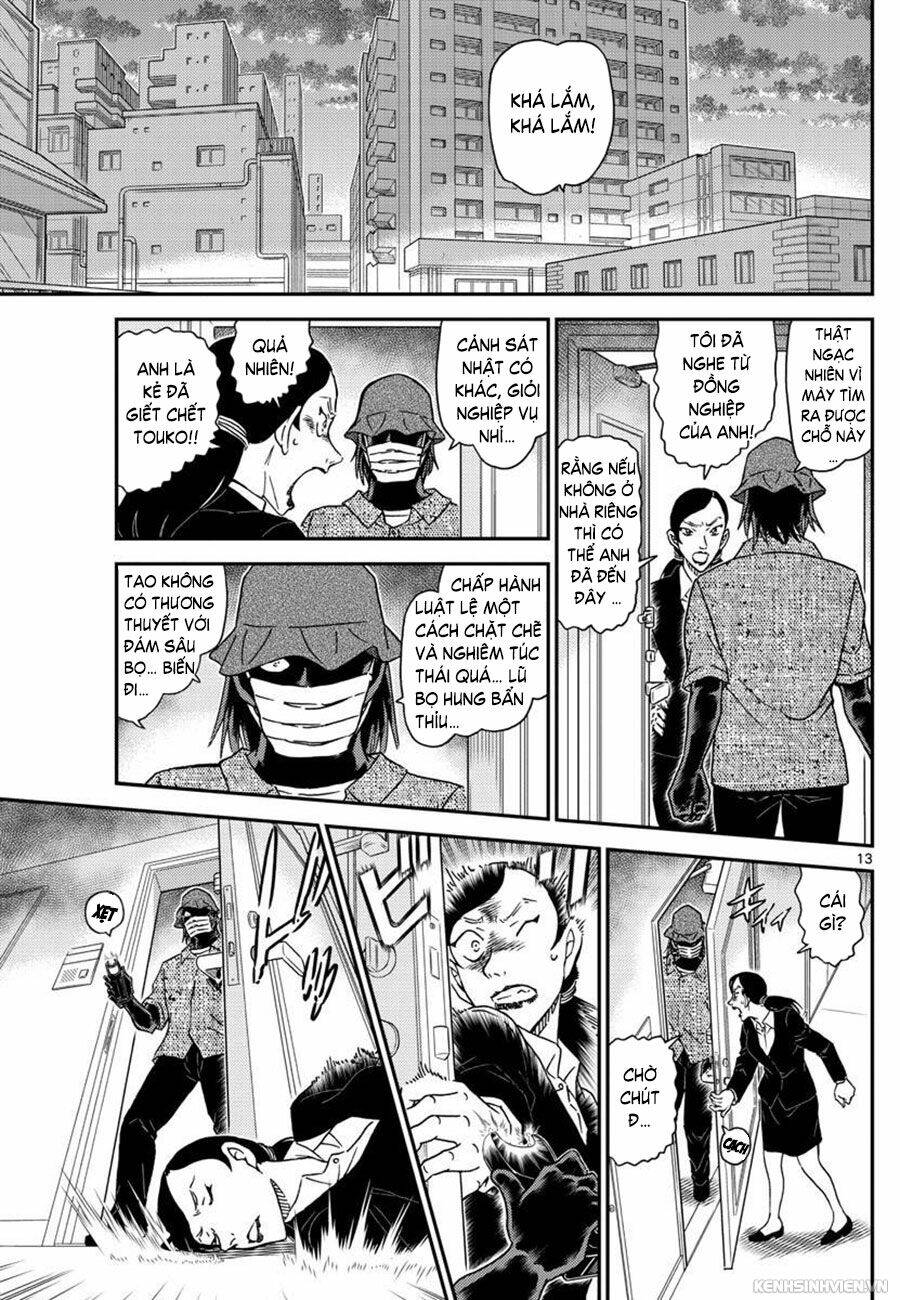 KHÁ LẮM,
KHÁ LẮM!
THẬT
NGẠC
NHIÊN VÌ
MÀY TÌM
RA ĐƯỢC
CHỖ NÀY
...
TÔI ĐÃ
NGHE TỪ
ĐỒNG
NGHIỆP
CỦA ANH!
RẰNG NẾU
KHÔNG Ở
NHÀ RIÊNG
THÌ CÓ
THỂ ANH
ĐÃ ĐẾN
ĐÂY ...
CẢNH SÁT
NHẬT CÓ
KHÁC, GIỎI
NGHIỆP VỤ
NHỈ...
QUẢ
NHIÊN!
ANH LÀ
KẺ ĐÃ
GIẾT CHẾT
TOUKO!!
CHẤP HÀNH
LUẬT LỆ MỘT
CÁCH CHẶT CHẼ
VÀ NGHIÊM TÚC
THÁI QUÁ... LŨ
BỌ HUNG BẨN
THỈU...
TAO KHÔNG
CÓ THƯƠNG
THUYẾT VỚI
ĐÁM SÂU
BỌ... BIẾN
ĐI...
13
CÁI
GÌ?
CHỜ
CHÚT
Đ...
CẠCH
XẸT
KENHSINHVIEN.VN